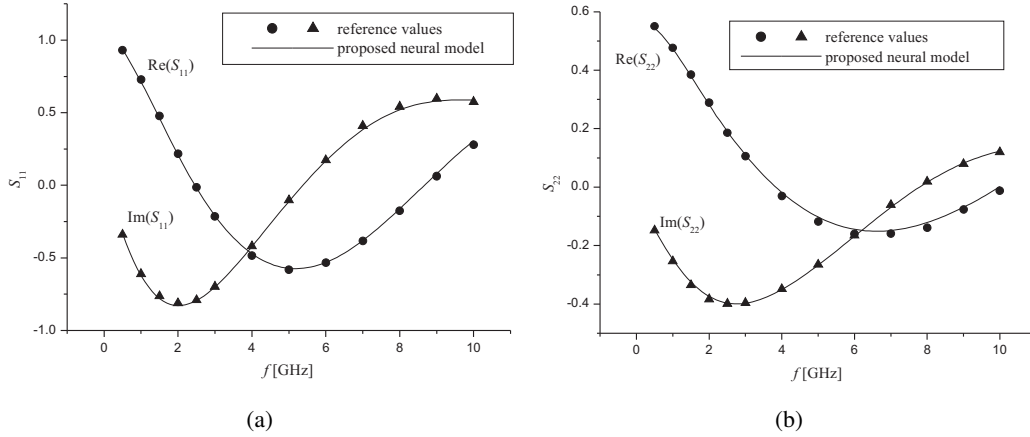 reference values
proposed neural model
1.0
0.5
0.0
-0.5
-1.0
S11
Re(S11)
Im(S11)
0 2 4 6 8 10
f [GHz]
(a)
reference values
proposed neural model
0.6
0.4
0.2
0.0
-0.2
-0.4
S22
Re(S22)
Im(S22)
0 2 4 6 8 10
f [GHz]
(b)